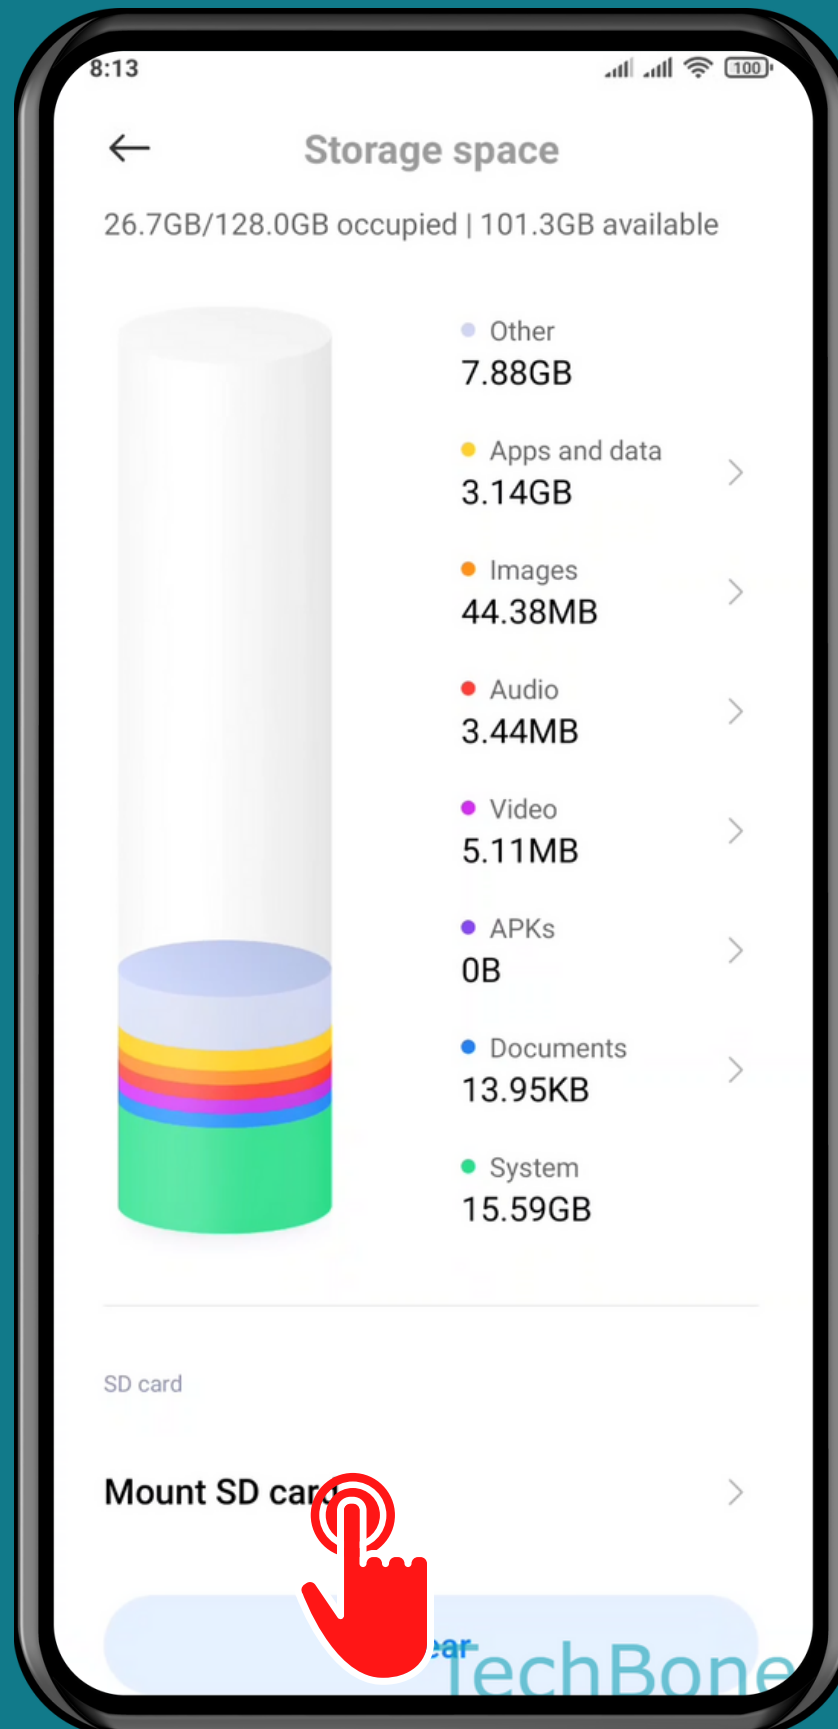 8:13
100
Storage space
26.7GB/128.0GB occupied | 101.3GB available
Other
7.88GB
Apps and data
3.14GB
Images
44.38MB
Audio
3.44MB
Video
5.11MB
APKs
0B
Documents
13.95KB
System
15.59GB
SD card
Mount SD card
TechBone